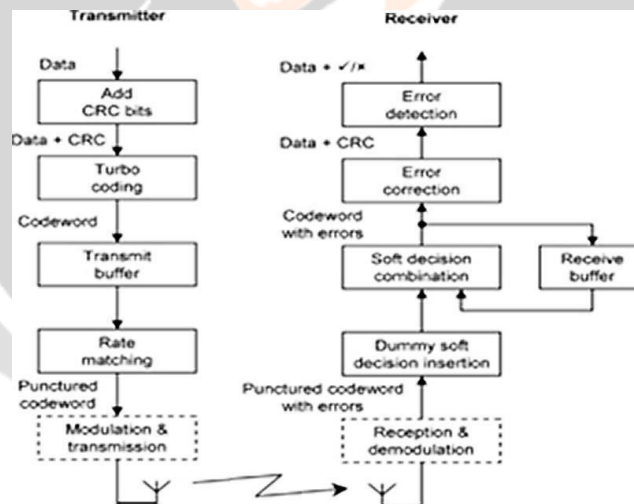 Transmitter
Data
Add
CRC bits
Data + CRC
Turbo
coding
Codeword
Transmit
buffer
Rate
matching
Punctured
codeword
Modulation &
transmission
Receiver
Data + ✓/×
Error
detection
Data + CRC
Error
correction
Codeword
with errors
Soft decision
combination
Receive
buffer
Dummy soft
decision insertion
Punctured codeword
with errors
Reception &
demodulation